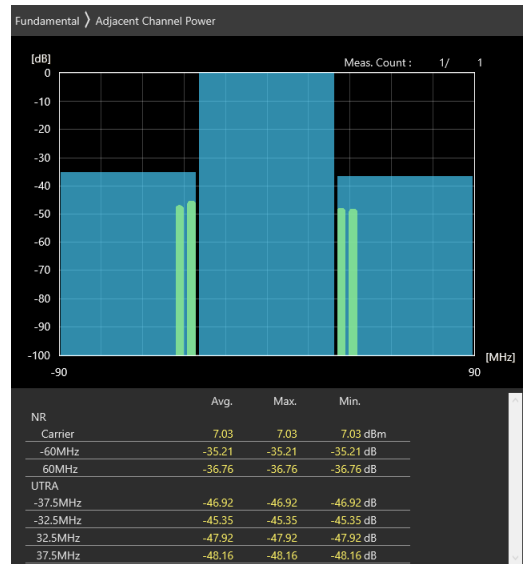 Fundamental 〉 Adjacent Channel Power
[dB]
Meas. Count : 1/ 1
0
-10
-20
-30
-40
-50
-60
-70
-80
-90
-100
[MHz]
-90 90
Avg. Max. Min.
NR
Carrier 7.03 7.03 7.03 dBm
-60MHz -35.21 -35.21 -35.21 dB
60MHz -36.76 -36.76 -36.76 dB
UTRA
-37.5MHz -46.92 -46.92 -46.92 dB
-32.5MHz -45.35 -45.35 -45.35 dB
32.5MHz -47.92 -47.92 -47.92 dB
37.5MHz -48.16 -48.16 -48.16 dB